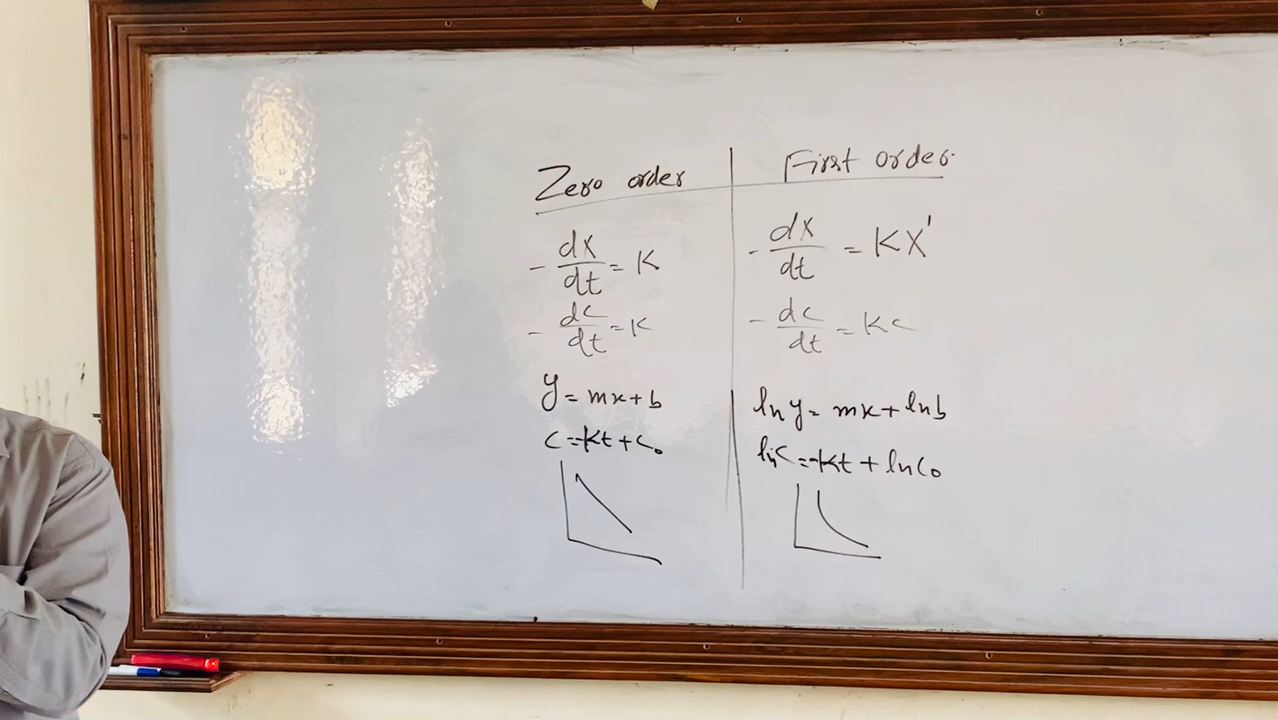 Zero order
- dx/dt = K
- dc/dt = K
y = mx + b
c = -Kt + C₀
First order.
- dx/dt = KX'
- dc/dt = Kc
ln y = mx + ln b
ln C = -Kt + ln C₀